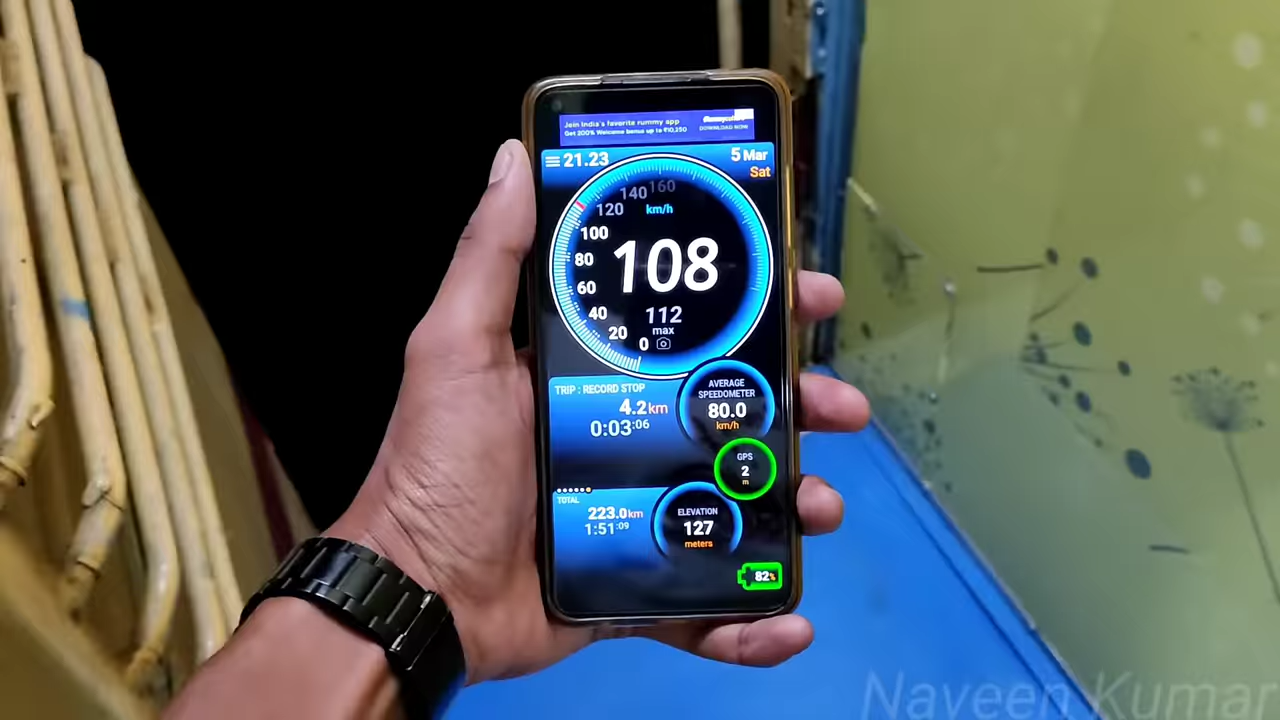 Join India's favorite rummy app
Get 200% Welcome bonus up to ₹10,250
DOWNLOAD NOW
21.23
5 Mar
Sat
140 160
120
km/h
100
80
108
60
40
112
20
max
0
TRIP : RECORD STOP
4.2km
0:03:06
AVERAGE
SPEEDOMETER
80.0
km/h
GPS
2
m
TOTAL
223.0km
1:51:09
ELEVATION
127
meters
82%
Naveen Kumar